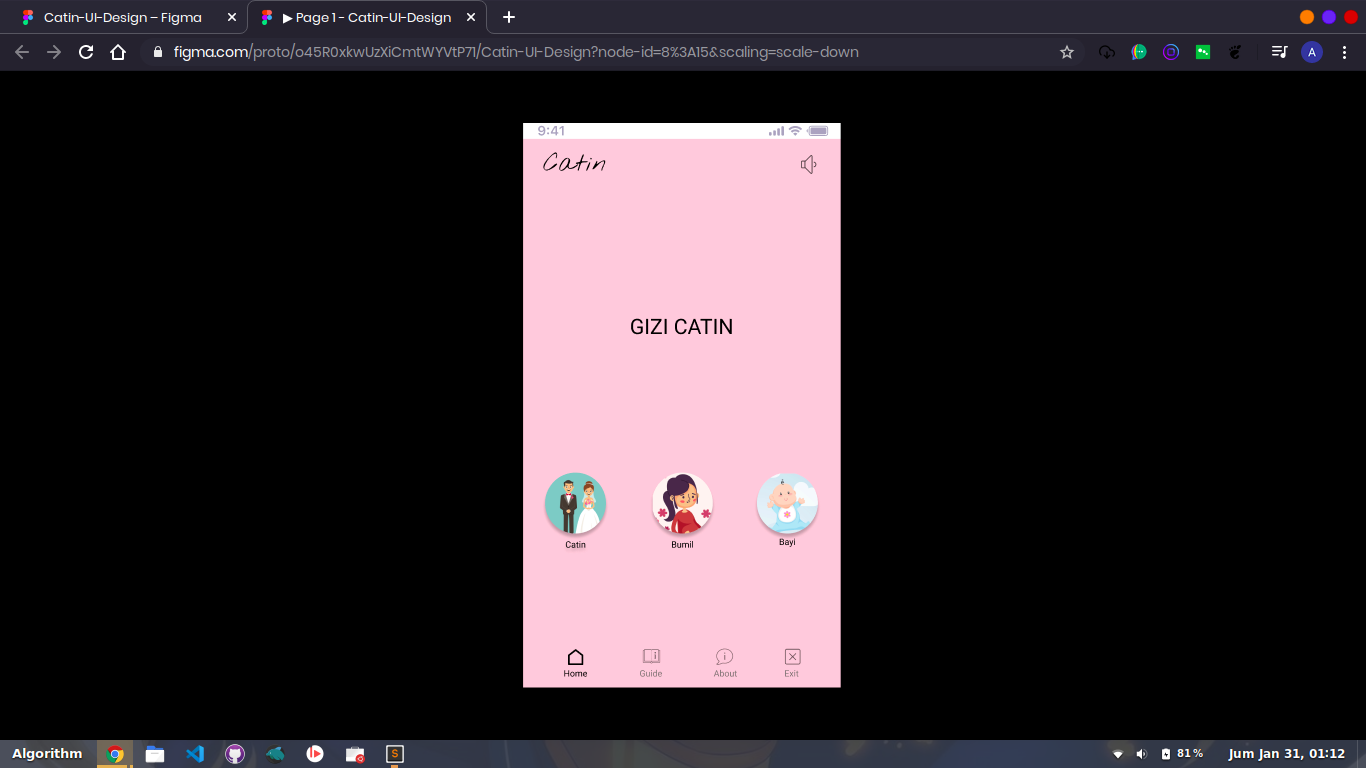 Catin-UI-Design – Figma
▶ Page 1 - Catin-UI-Design
figma.com/proto/o45R0xkwUzXiCmtWYVtP71/Catin-UI-Design?node-id=8%3A15&scaling=scale-down
A
9:41
Catin
GIZI CATIN
Catin
Bumil
Bayi
Home
Guide
About
Exit
Algorithm
S
81%
Jum Jan 31, 01:12